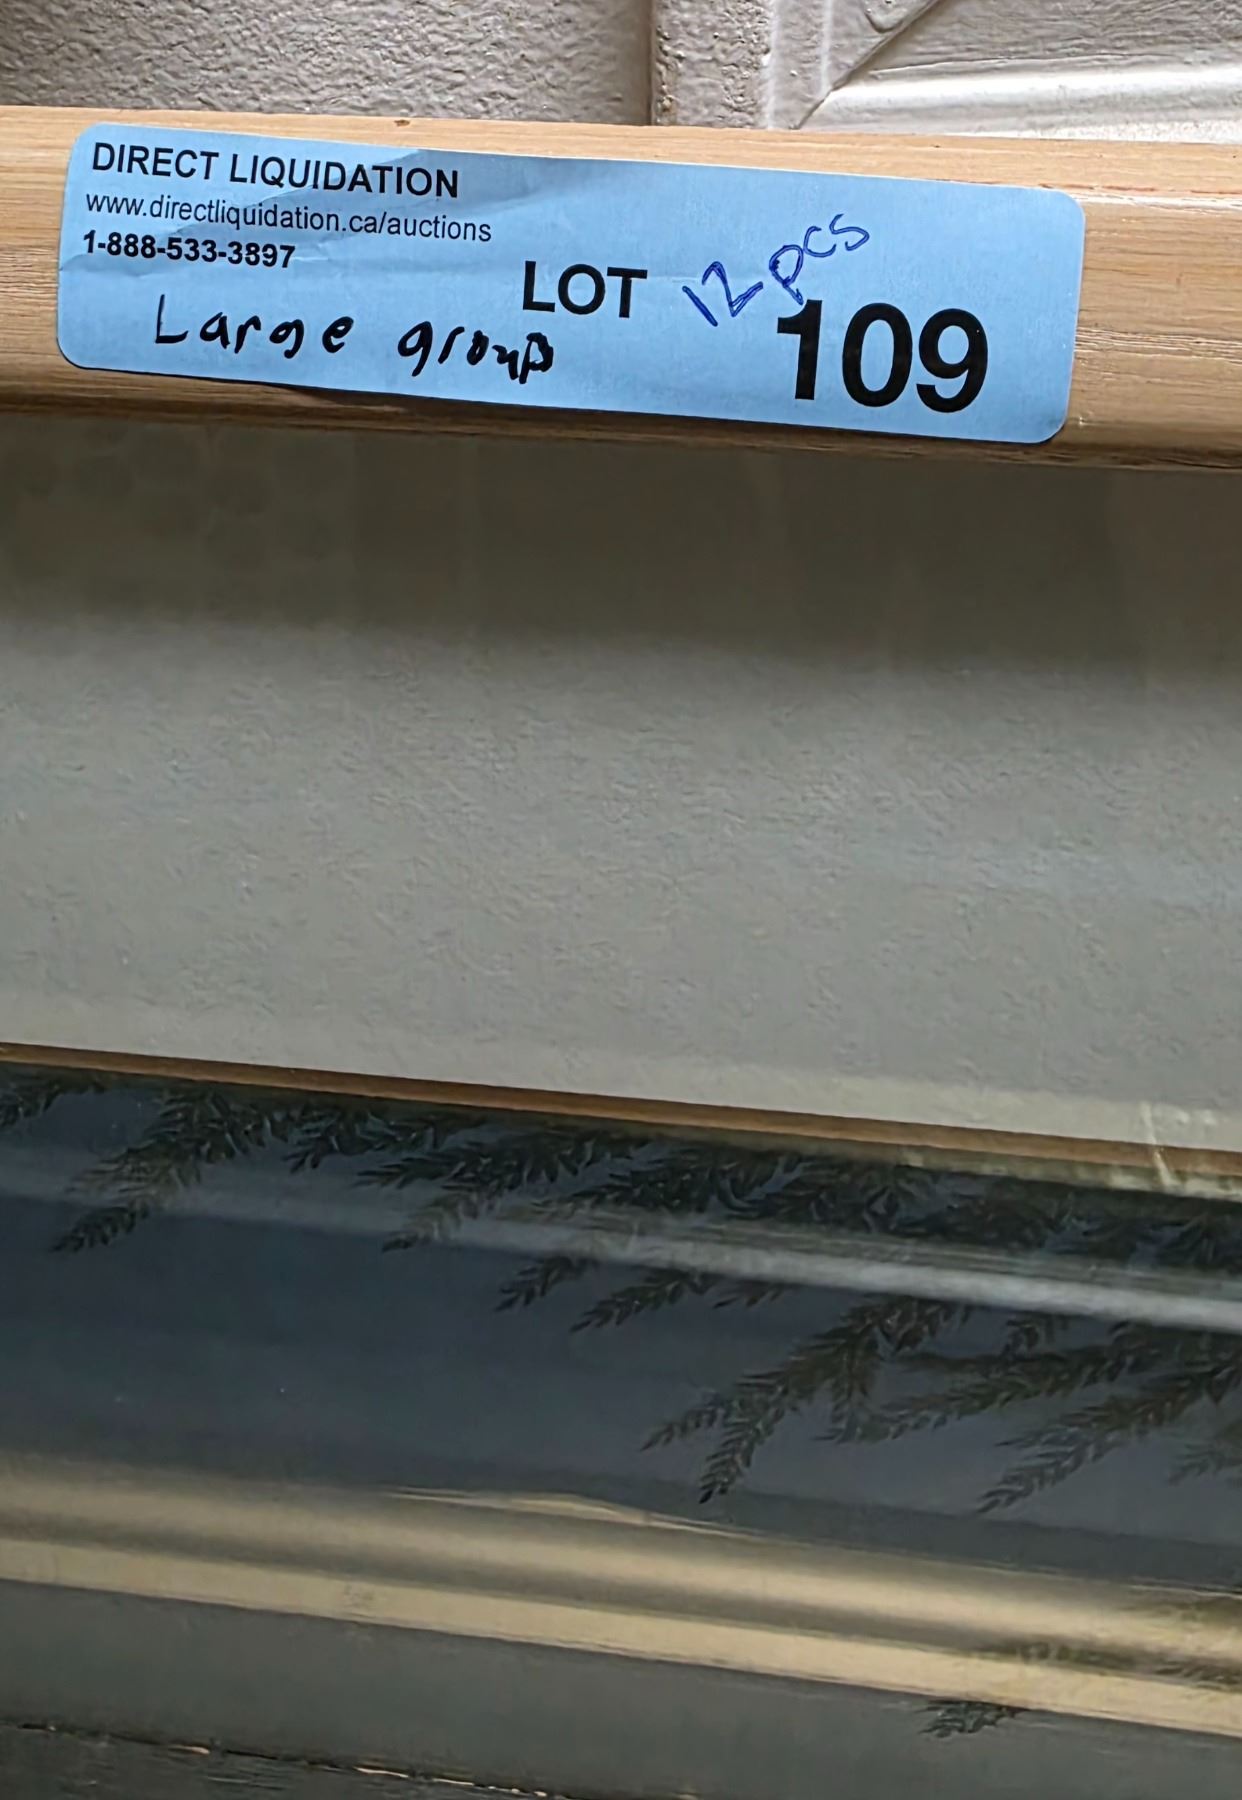 DIRECT LIQUIDATION
www.directliquidation.ca/auctions
1-888-533-3897
LOT 12 pcs
109
Large group